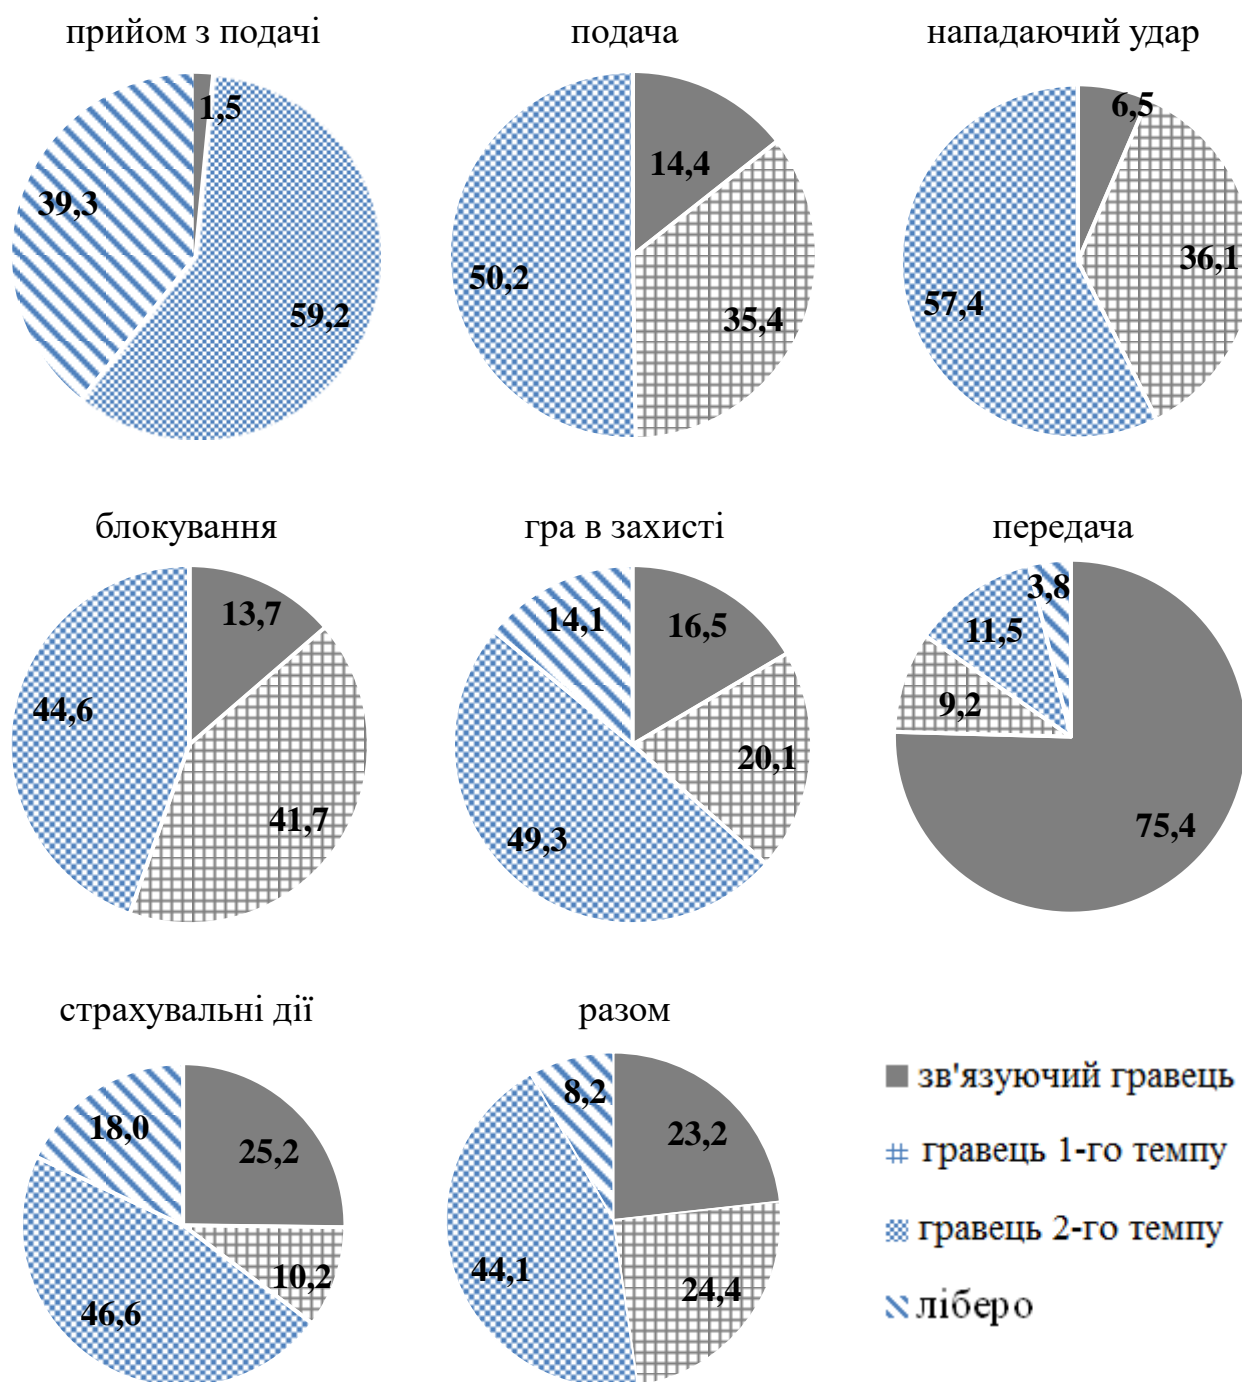 прийом з подачі
подача
нападаючий удар
1,5
39,3
59,2
14,4
50,2
35,4
6,5
36,1
57,4
блокування
гра в захисті
передача
13,7
44,6
41,7
14,1
16,5
20,1
49,3
3,8
11,5
9,2
75,4
страхувальні дії
разом
18,0
25,2
10,2
46,6
8,2
23,2
44,1
24,4
зв'язуючий гравець
гравець 1-го темпу
гравець 2-го темпу
ліберо